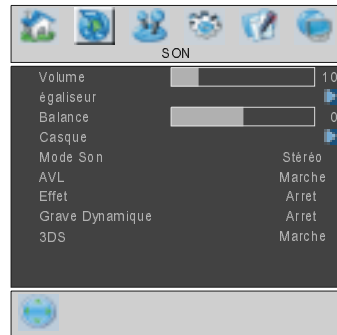 SON
Volume 10
égaliseur
Balance 0
Casque
Mode Son Stéréo
AVL Marche
Effet Arret
Grave Dynamique Arret
3DS Marche